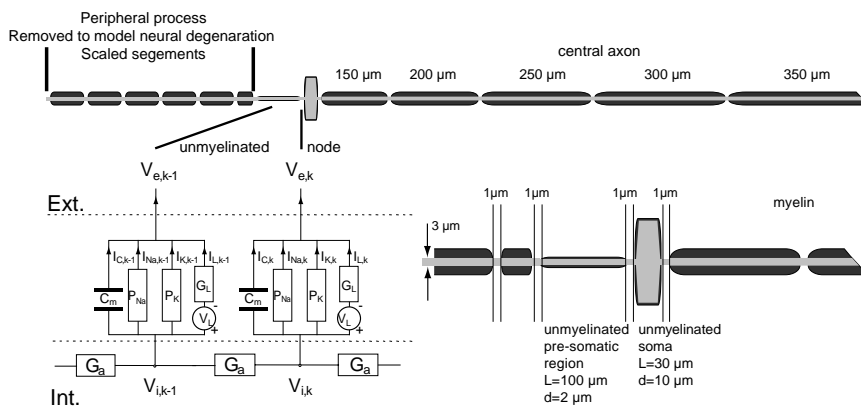 Peripheral process
Removed to model neural degenaration
Scaled segements
central axon
150 µm
200 µm
250 µm
300 µm
350 µm
unmyelinated
node
V_e,k-1
V_e,k
Ext.
1µm
1µm
1µm
1µm
myelin
3 µm
I_C,k-1
I_Na,k-1
I_K,k-1
I_L,k-1
I_C,k
I_Na,k
I_K,k
I_L,k
C_m
P_Na
P_K
G_L
V_L
-
+
C_m
P_Na
P_K
G_L
V_L
-
+
G_a
G_a
G_a
V_i,k-1
V_i,k
Int.
unmyelinated
pre-somatic
region
L=100 µm
d=2 µm
unmyelinated
soma
L=30 µm
d=10 µm